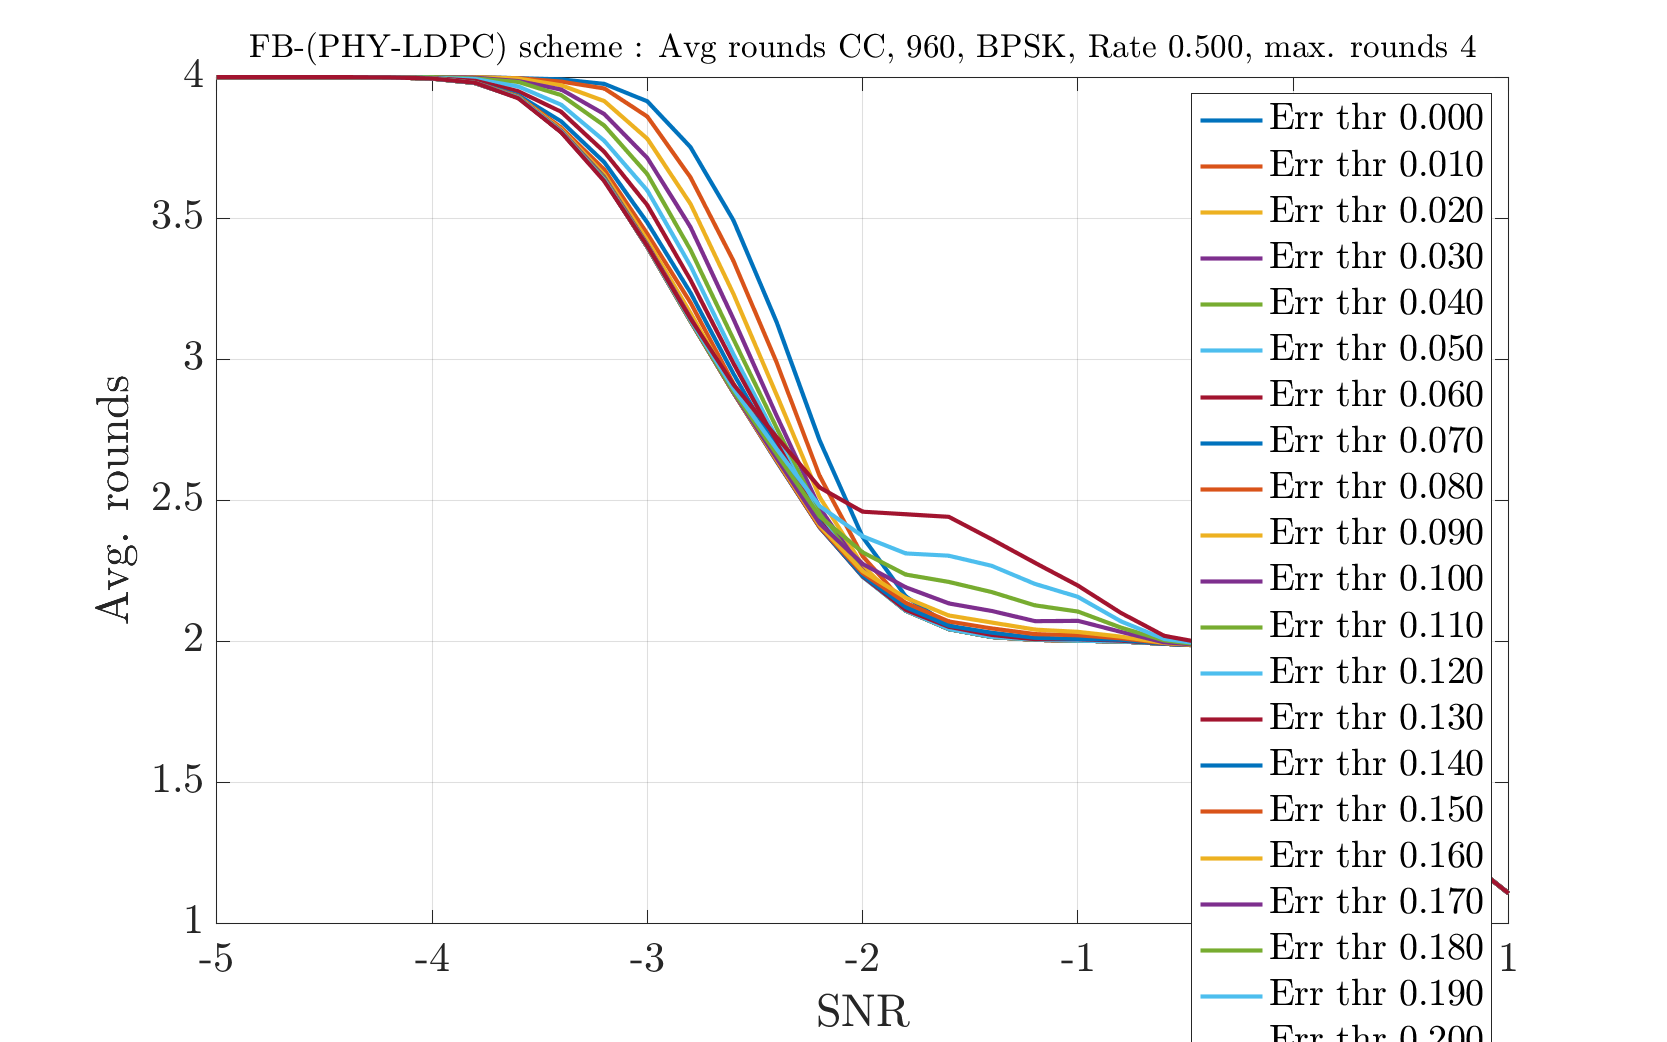 FB-(PHY-LDPC) scheme : Avg rounds CC, 960, BPSK, Rate 0.500, max. rounds 4
4
3.5
3
2.5
2
1.5
1
Avg. rounds
-5
-4
-3
-2
-1
1
SNR
Err thr 0.000
Err thr 0.010
Err thr 0.020
Err thr 0.030
Err thr 0.040
Err thr 0.050
Err thr 0.060
Err thr 0.070
Err thr 0.080
Err thr 0.090
Err thr 0.100
Err thr 0.110
Err thr 0.120
Err thr 0.130
Err thr 0.140
Err thr 0.150
Err thr 0.160
Err thr 0.170
Err thr 0.180
Err thr 0.190
Err thr 0.200